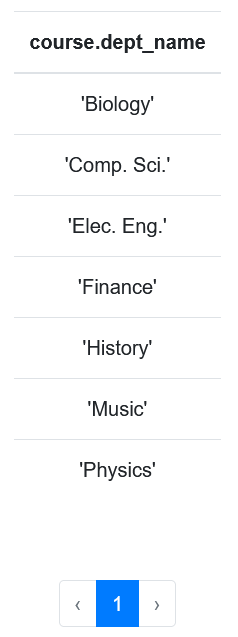 course.dept_name
'Biology'
'Comp. Sci.'
'Elec. Eng.'
'Finance'
'History'
'Music'
'Physics'
‹ 1 ›